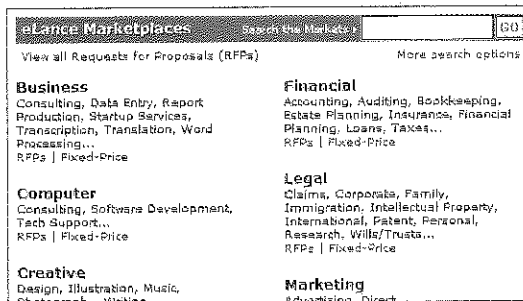 eLance Marketplaces
Search the Markets
GO
View all Requests for Proposals (RFPs)
More search options
Business
Consulting, Data Entry, Report
Production, Startup Services,
Transcription, Translation, Word
Processing...
RFPs | Fixed-Price
Computer
Consulting, Software Development,
Tech Support...
RFPs | Fixed-Price
Creative
Design, Illustration, Music,
Photography, Writing
Financial
Accounting, Auditing, Bookkeeping,
Estate Planning, Insurance, Financial
Planning, Loans, Taxes...
RFPs | Fixed-Price
Legal
Claims, Corporate, Family,
Immigration, Intellectual Property,
International, Patent, Personal,
Research, Wills/Trusts...
RFPs | Fixed-Price
Marketing
Advertising, Direct